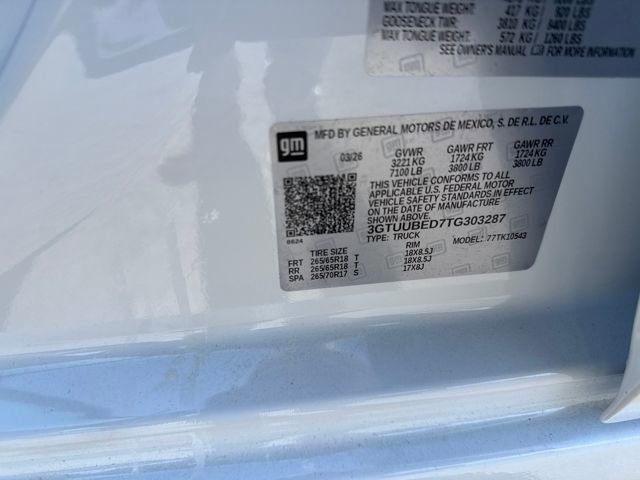 MAX TONGUE WEIGHT: 417 KG 920 LBS
GOOSENECK TWR: 3810 KG 8400 LBS
MAX TONGUE WEIGHT: 572 KG 1260 LBS
SEE OWNER'S MANUAL FOR MORE INFORMATION
gm
MFD BY GENERAL MOTORS DE MEXICO, S. DE R.L. DE C.V.
03/26 GVWR GAWR FRT GAWR RR
3221 KG 1724 KG 1724 KG
7100 LB 3800 LB 3800 LB
THIS VEHICLE CONFORMS TO ALL
APPLICABLE U.S. FEDERAL MOTOR
VEHICLE SAFETY STANDARDS IN EFFECT
ON THE DATE OF MANUFACTURE
SHOWN ABOVE.
3GTUUBED7TG303287
TYPE: TRUCK MODEL: 77TK10543
8624
TIRE SIZE RIM
FRT 265/65R18 T 18X8.5J
RR 265/65R18 T 18X8.5J
SPA 265/70R17 S 17X8J